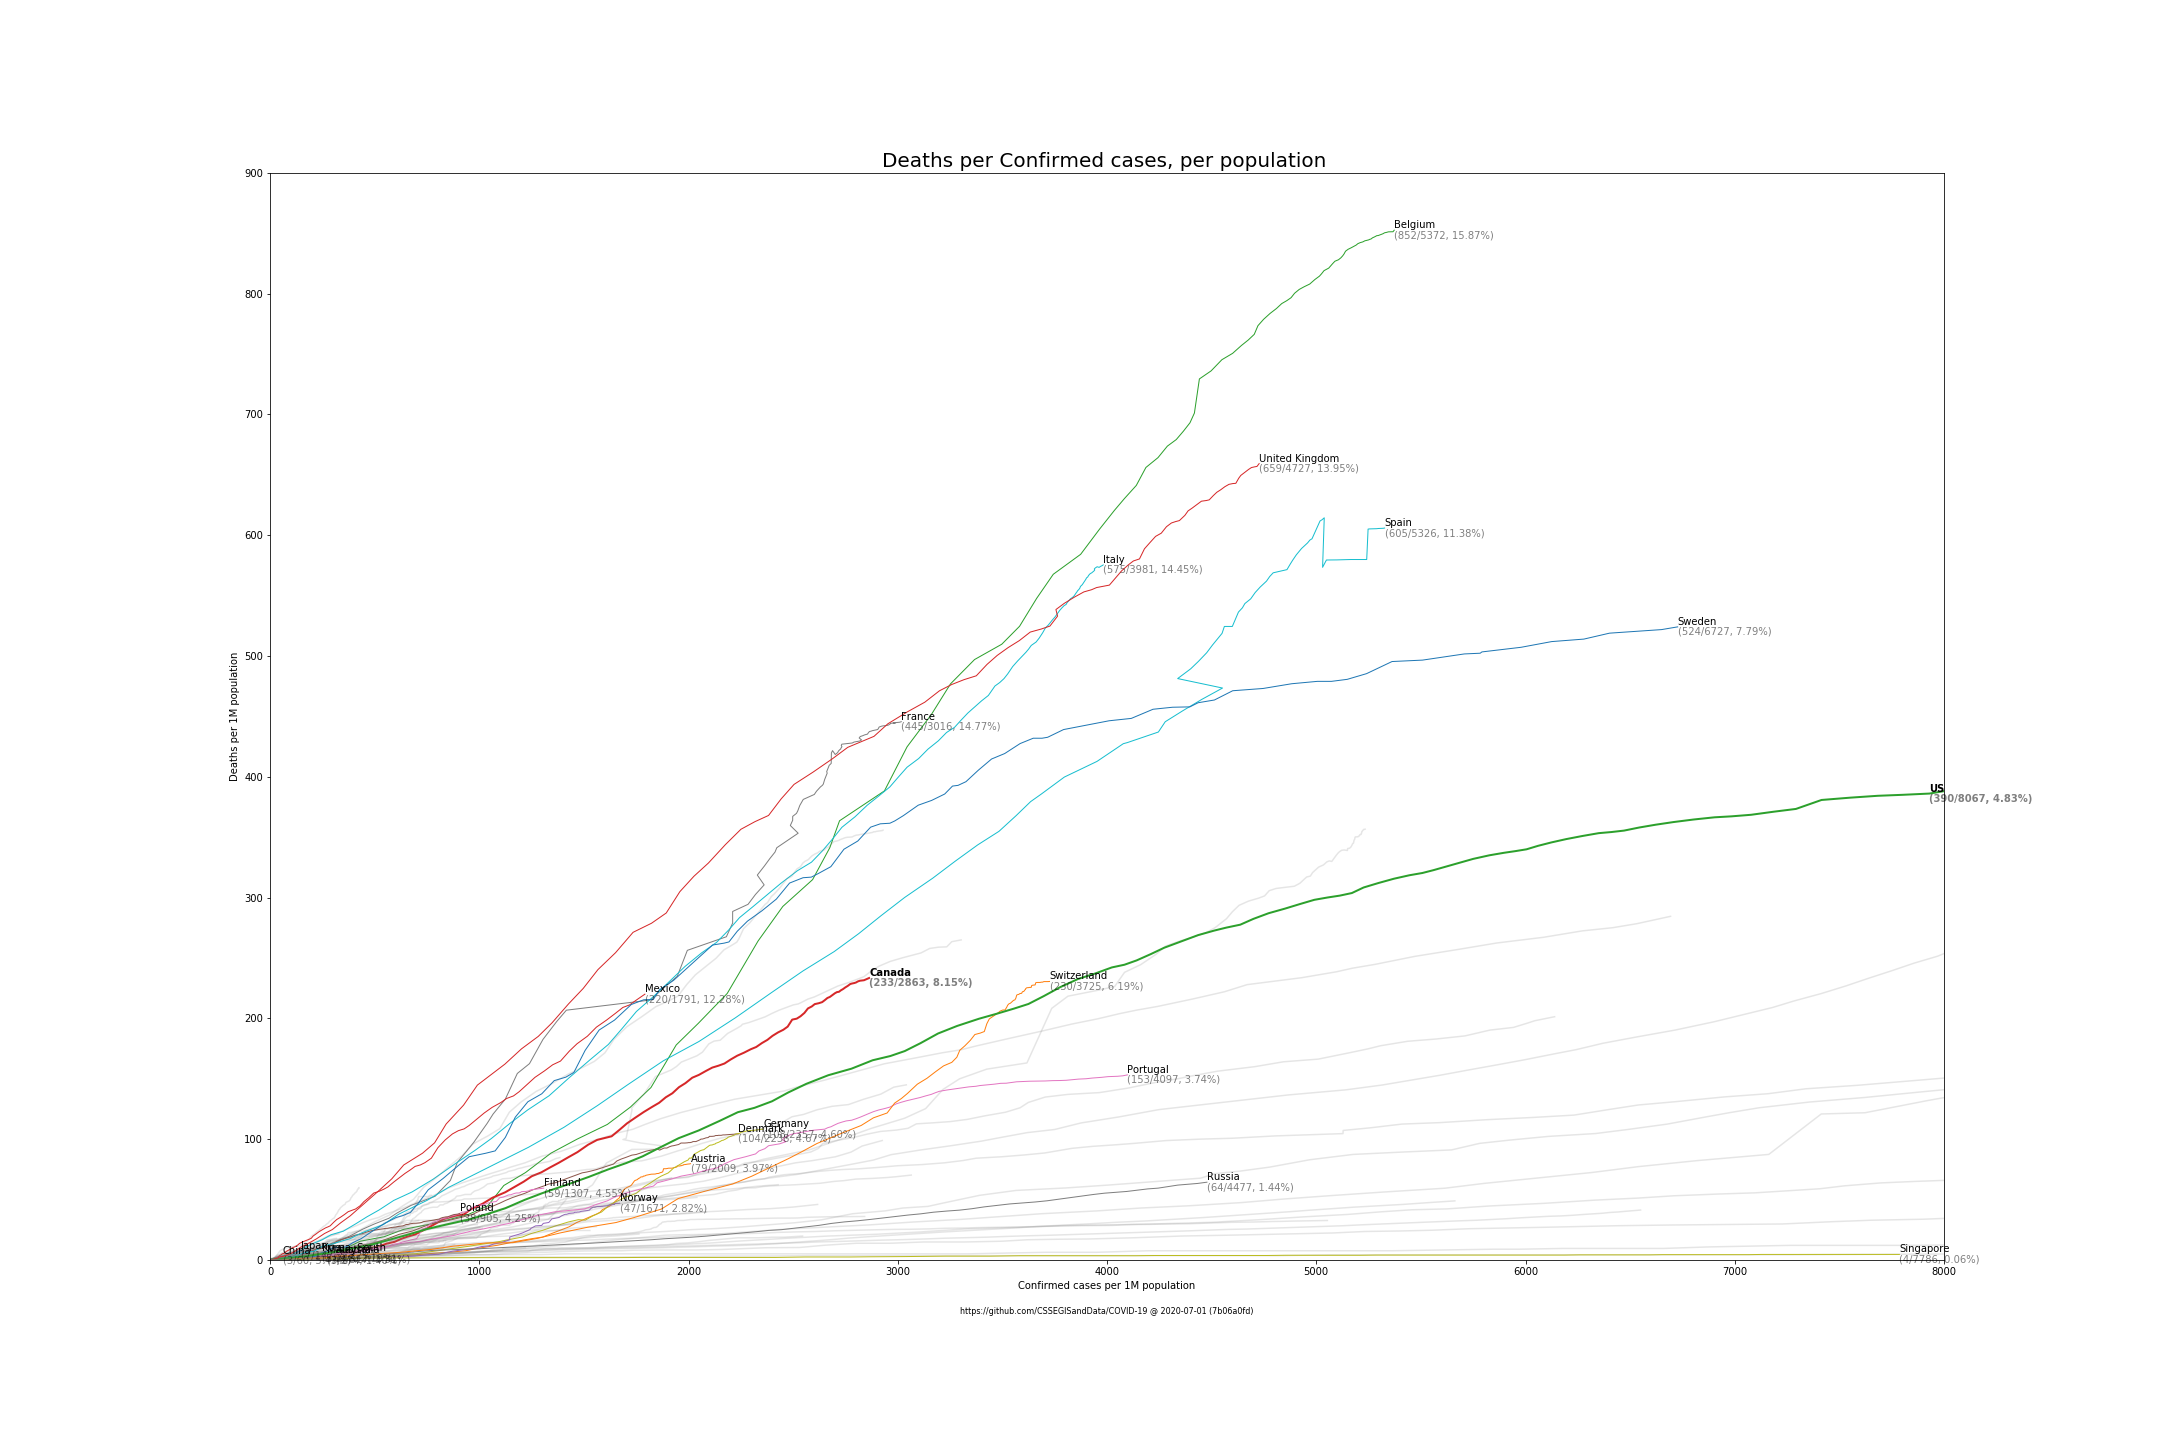 Deaths per Confirmed cases, per population
900
800
700
600
500
400
300
200
100
0
Deaths per 1M population
Belgium
(852/5372, 15.87%)
United Kingdom
(659/4727, 13.95%)
Spain
(605/5326, 11.38%)
Italy
(575/3981, 14.45%)
Sweden
(524/6727, 7.79%)
France
(445/3016, 14.77%)
US
(390/8067, 4.83%)
Canada
(233/2863, 8.15%)
Switzerland
(230/3725, 6.19%)
Mexico
(220/1791, 12.28%)
Portugal
(153/4097, 3.74%)
Germany
4.60%)
Denmark
(104/2238, 4.67%)
Austria
(79/2009, 3.97%)
Russia
(64/4477, 1.44%)
Finland
(59/1307, 4.55%)
Norway
(47/1671, 2.82%)
Poland
(38/905, 4.25%)
Japan
South
China
Singapore
(4/7786, 0.06%)
0 1000 2000 3000 4000 5000 6000 7000 8000
Confirmed cases per 1M population
https://github.com/CSSEGISandData/COVID-19 @ 2020-07-01 (7b06a0fd)